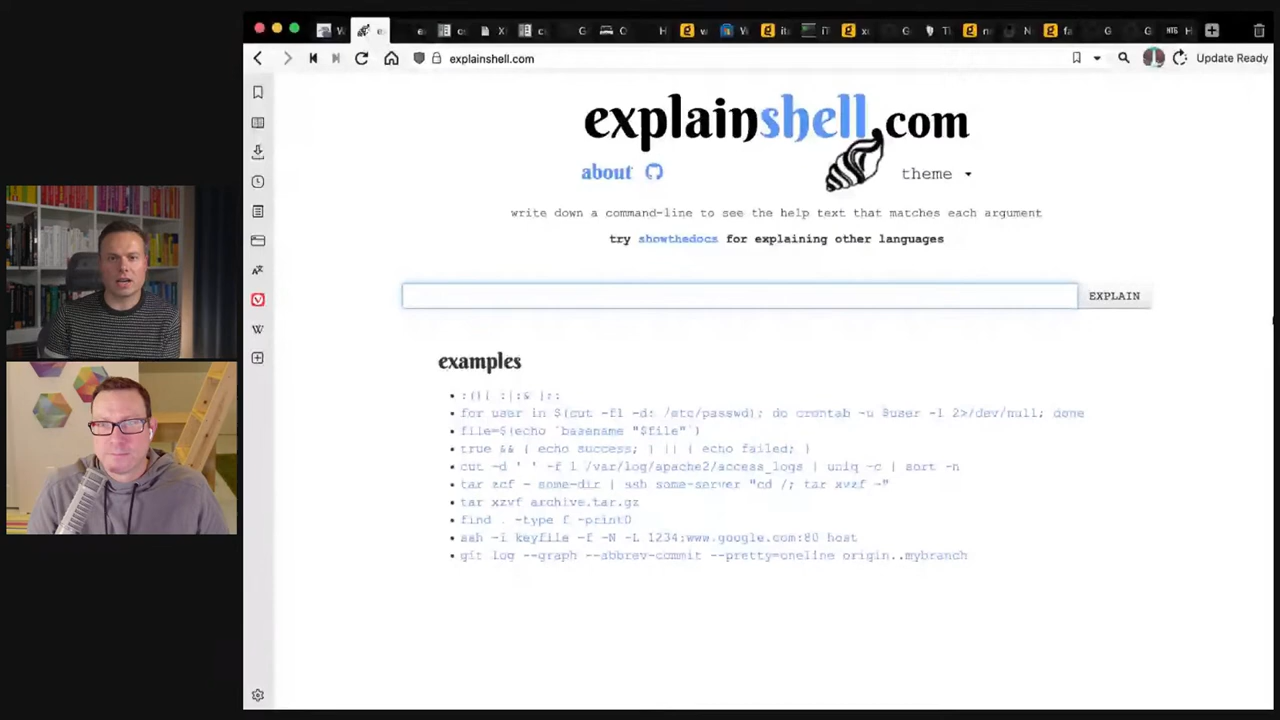 explainshell.com
Update Ready
explainshell.com
about
theme
write down a command-line to see the help text that matches each argument
try showthedocs for explaining other languages
EXPLAIN
examples
:(){ :|:& };:
for user in $(cut -f1 -d: /etc/passwd); do crontab -u $user -l 2>/dev/null; done
file=$(echo `basename "$file"`)
true && { echo success; } || { echo failed; }
cut -d ' ' -f 1 /var/log/apache2/access_logs | uniq -c | sort -n
tar zcf - some-dir | ssh some-server "cd /; tar xvzf -"
tar xzvf archive.tar.gz
find . -type f -print0
ssh -i keyfile -f -N -L 1234:www.google.com:80 host
git log --graph --abbrev-commit --pretty=oneline origin..mybranch